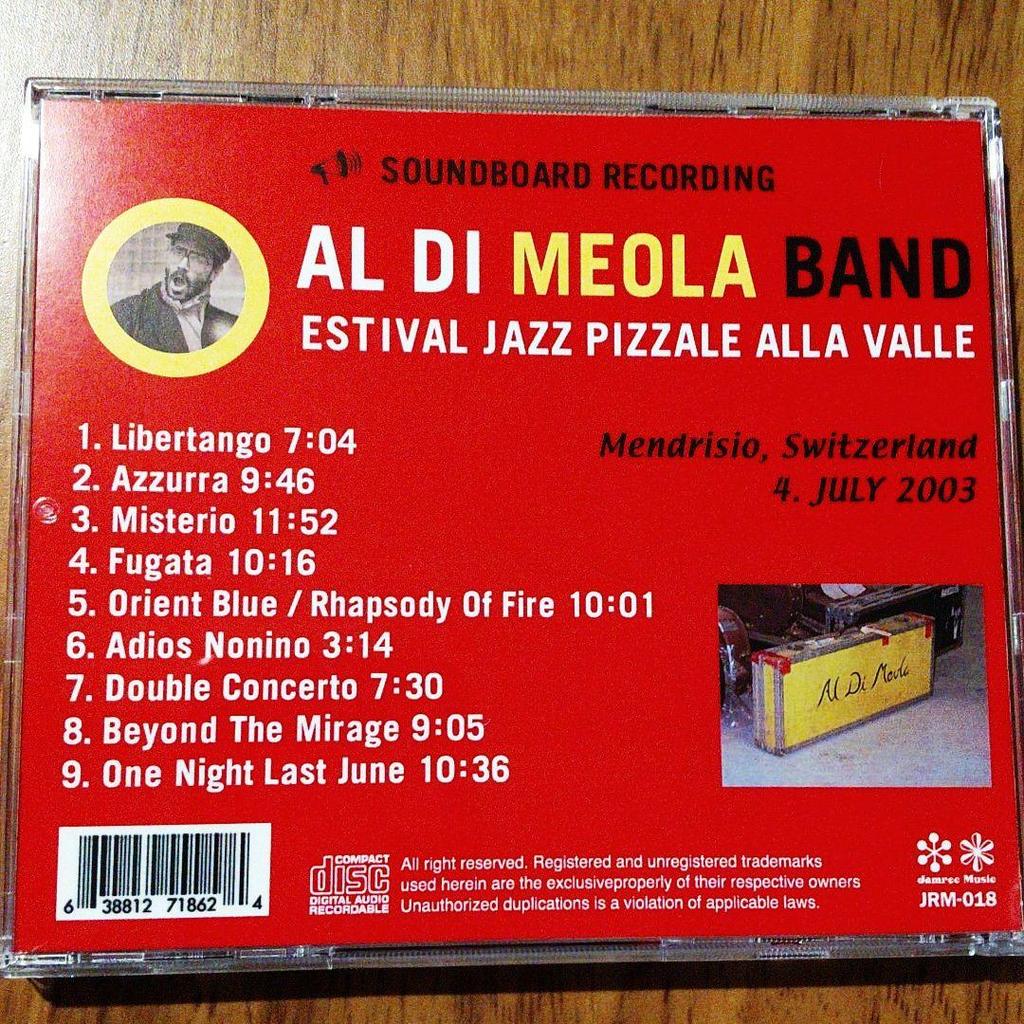 SOUNDBOARD RECORDING
AL DI MEOLA BAND
ESTIVAL JAZZ PIZZALE ALLA VALLE
1. Libertango 7:04
2. Azzurra 9:46
3. Misterio 11:52
4. Fugata 10:16
5. Orient Blue / Rhapsody Of Fire 10:01
6. Adios Nonino 3:14
7. Double Concerto 7:30
8. Beyond The Mirage 9:05
9. One Night Last June 10:36
Mendrisio, Switzerland
4. JULY 2003
Al Di Meola
6 38812 71862 4
COMPACT
disc
DIGITAL AUDIO
RECORDABLE
All right reserved. Registered and unregistered trademarks
used herein are the exclusiveproperly of their respective owners
Unauthorized duplications is a violation of applicable laws.
Jamrec Music
JRM-018